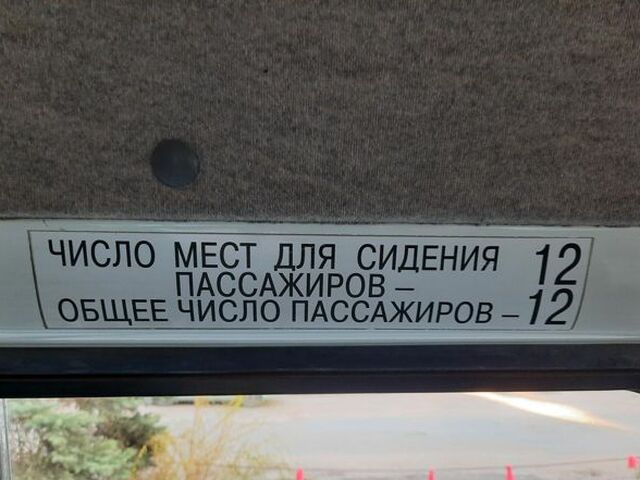 ЧИСЛО МЕСТ ДЛЯ СИДЕНИЯ 12
ПАССАЖИРОВ –
ОБЩЕЕ ЧИСЛО ПАССАЖИРОВ – 12